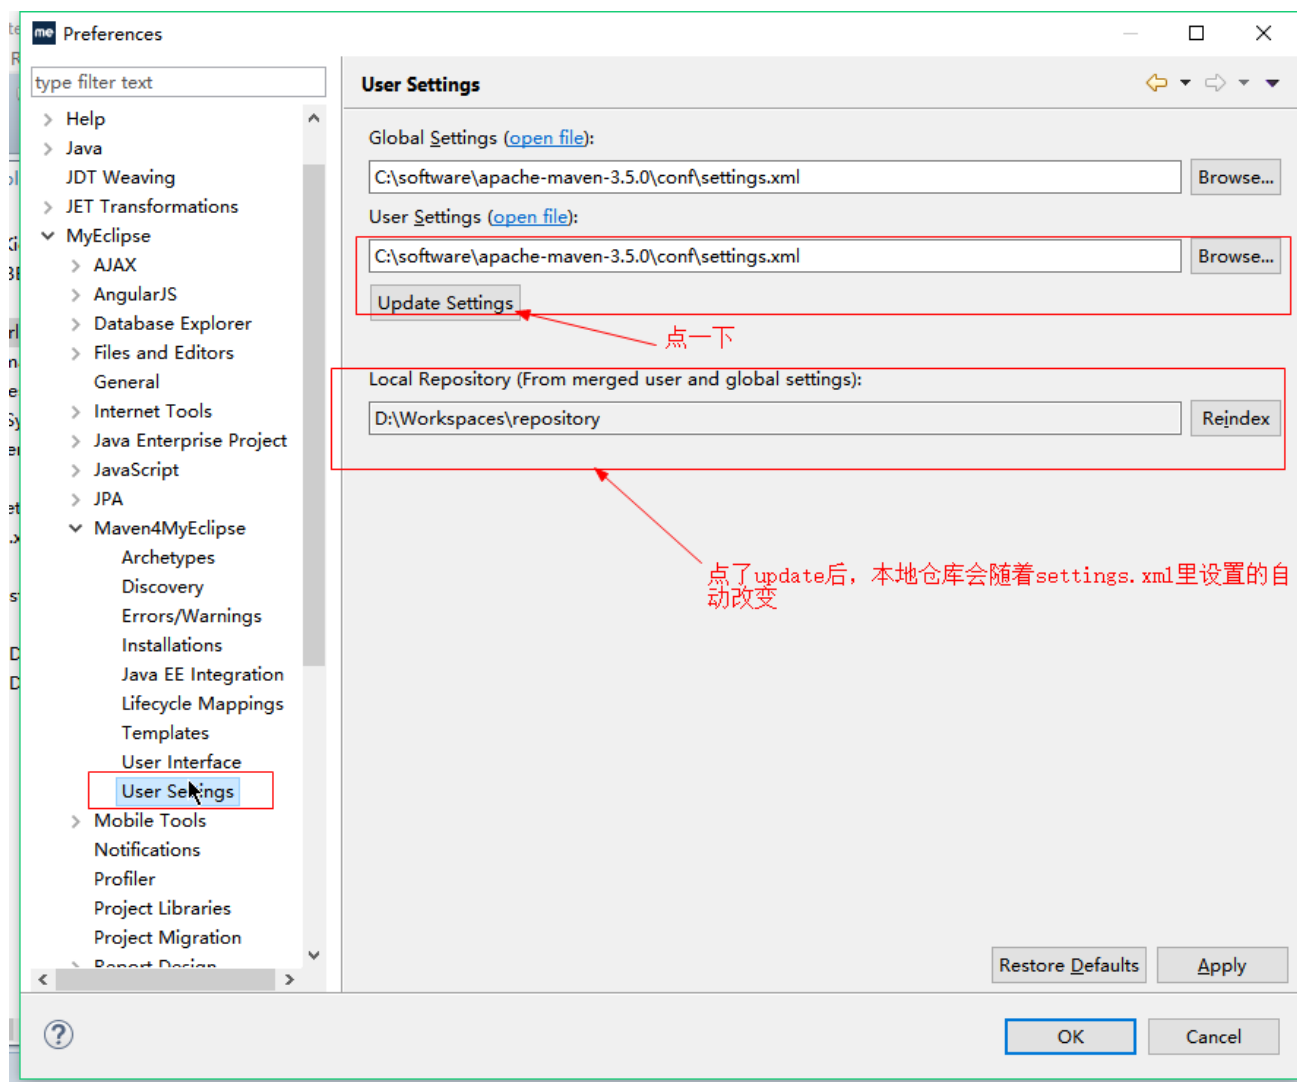 me Preferences
type filter text
Help
Java
JDT Weaving
JET Transformations
MyEclipse
AJAX
AngularJS
Database Explorer
Files and Editors
General
Internet Tools
Java Enterprise Project
JavaScript
JPA
Maven4MyEclipse
Archetypes
Discovery
Errors/Warnings
Installations
Java EE Integration
Lifecycle Mappings
Templates
User Interface
User Settings
Mobile Tools
Notifications
Profiler
Project Libraries
Project Migration
Report Design
User Settings
Global Settings (open file):
C:\software\apache-maven-3.5.0\conf\settings.xml
Browse...
User Settings (open file):
C:\software\apache-maven-3.5.0\conf\settings.xml
Browse...
Update Settings
点一下
Local Repository (From merged user and global settings):
D:\Workspaces\repository
Reindex
点了update后，本地仓库会随着settings.xml里设置的自
动改变
Restore Defaults
Apply
?
OK
Cancel